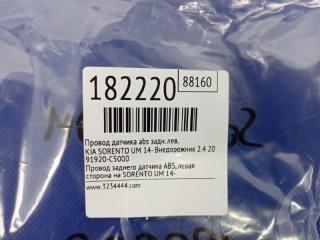 182220
88160
Провод датчика abs задн.лев.
KIA SORENTO UM 14- Внедорожник 2.4 20
91920-C5000
Провод заднего датчика ABS,левая
сторона на SORENTO UM 14-
www.3234444.com